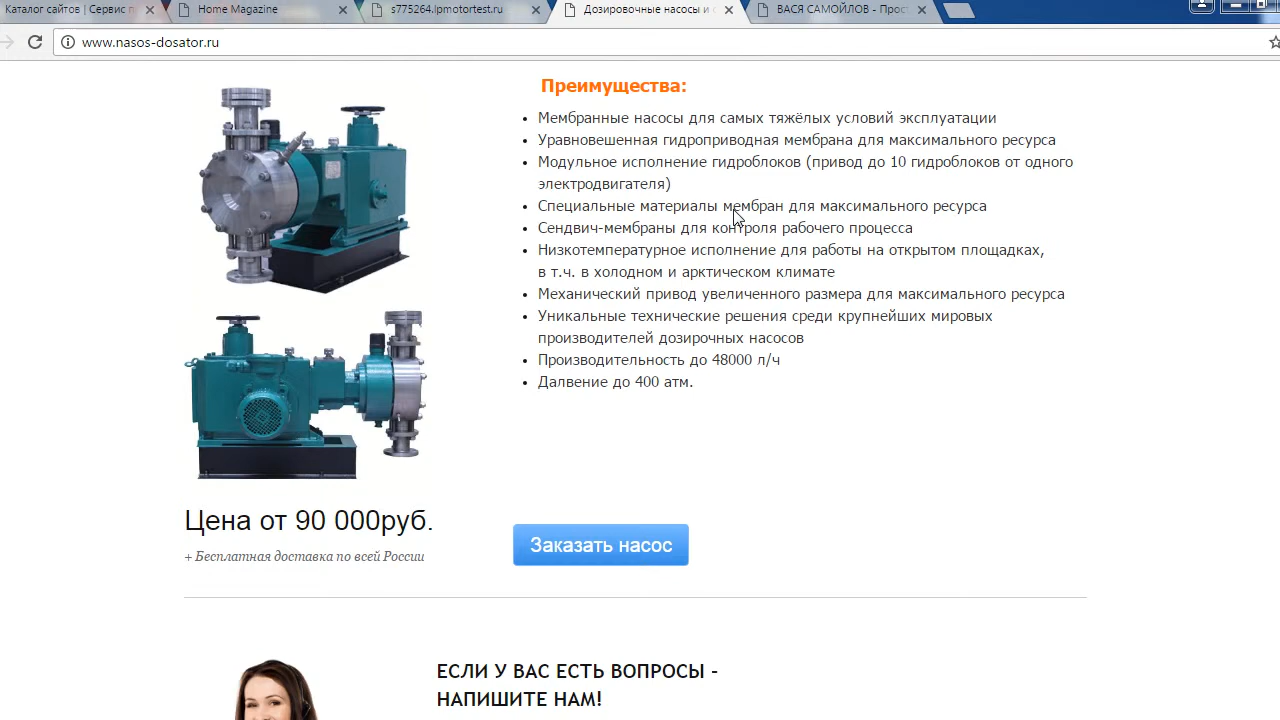 Каталог сайтов | Сервис п
Home Magazine
s775264.lpmotortest.ru
Дозировочные насосы и с
ВАСЯ САМОЙЛОВ - Прос
www.nasos-dosator.ru
Преимущества:
Мембранные насосы для самых тяжёлых условий эксплуатации
Уравновешенная гидроприводная мембрана для максимального ресурса
Модульное исполнение гидроблоков (привод до 10 гидроблоков от одного
электродвигателя)
Специальные материалы мембран для максимального ресурса
Сендвич-мембраны для контроля рабочего процесса
Низкотемпературное исполнение для работы на открытом площадках,
в т.ч. в холодном и арктическом климате
Механический привод увеличенного размера для максимального ресурса
Уникальные технические решения среди крупнейших мировых
производителей дозирочных насосов
Производительность до 48000 л/ч
Далвение до 400 атм.
Цена от 90 000руб.
+ Бесплатная доставка по всей России
Заказать насос
ЕСЛИ У ВАС ЕСТЬ ВОПРОСЫ -
НАПИШИТЕ НАМ!